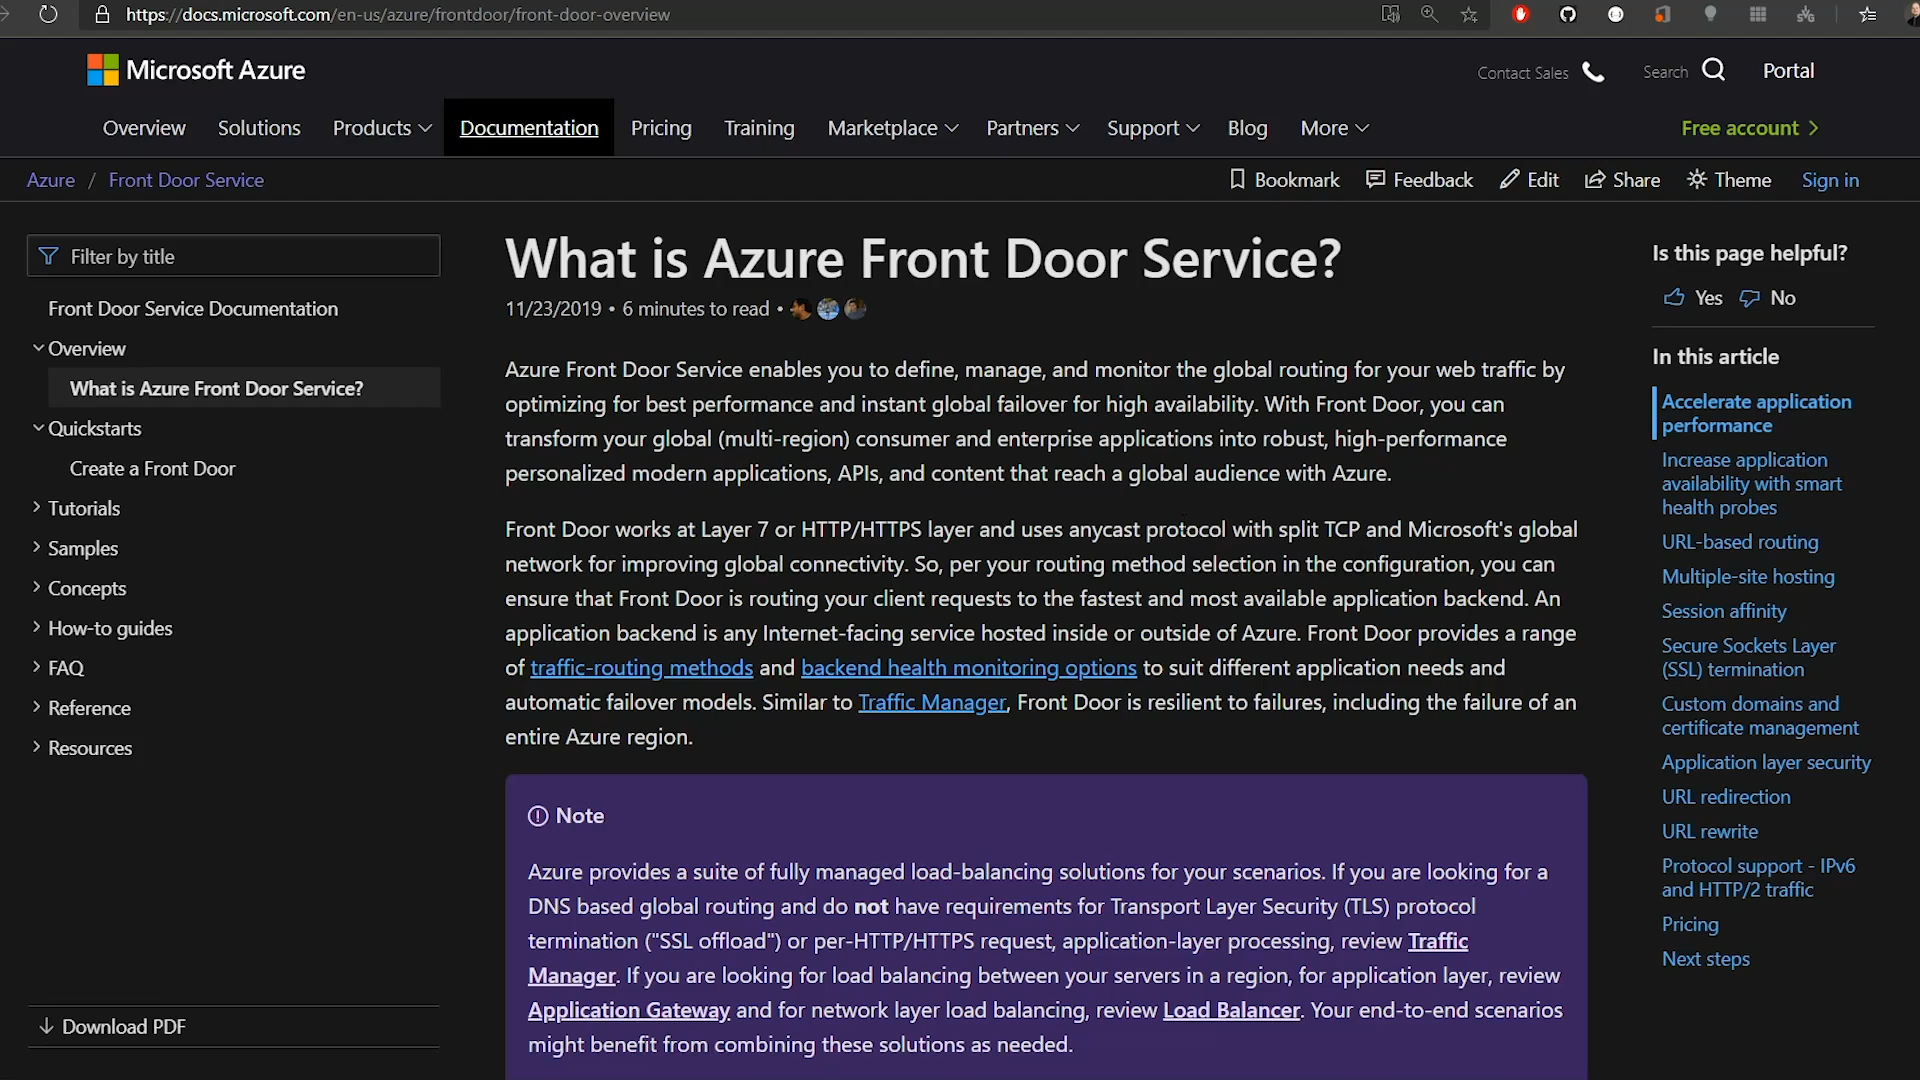 https://docs.microsoft.com/en-us/azure/frontdoor/front-door-overview
Microsoft Azure
Contact Sales
Search
Portal
Overview
Solutions
Products
Documentation
Pricing
Training
Marketplace
Partners
Support
Blog
More
Free account
Azure / Front Door Service
Bookmark
Feedback
Edit
Share
Theme
Sign in
Filter by title
Front Door Service Documentation
Overview
What is Azure Front Door Service?
Quickstarts
Create a Front Door
Tutorials
Samples
Concepts
How-to guides
FAQ
Reference
Resources
Download PDF
What is Azure Front Door Service?
11/23/2019 • 6 minutes to read •
Azure Front Door Service enables you to define, manage, and monitor the global routing for your web traffic by
optimizing for best performance and instant global failover for high availability. With Front Door, you can
transform your global (multi-region) consumer and enterprise applications into robust, high-performance
personalized modern applications, APIs, and content that reach a global audience with Azure.
Front Door works at Layer 7 or HTTP/HTTPS layer and uses anycast protocol with split TCP and Microsoft's global
network for improving global connectivity. So, per your routing method selection in the configuration, you can
ensure that Front Door is routing your client requests to the fastest and most available application backend. An
application backend is any Internet-facing service hosted inside or outside of Azure. Front Door provides a range
of traffic-routing methods and backend health monitoring options to suit different application needs and
automatic failover models. Similar to Traffic Manager, Front Door is resilient to failures, including the failure of an
entire Azure region.
Note
Azure provides a suite of fully managed load-balancing solutions for your scenarios. If you are looking for a
DNS based global routing and do not have requirements for Transport Layer Security (TLS) protocol
termination ("SSL offload") or per-HTTP/HTTPS request, application-layer processing, review Traffic
Manager. If you are looking for load balancing between your servers in a region, for application layer, review
Application Gateway and for network layer load balancing, review Load Balancer. Your end-to-end scenarios
might benefit from combining these solutions as needed.
Is this page helpful?
Yes
No
In this article
Accelerate application
performance
Increase application
availability with smart
health probes
URL-based routing
Multiple-site hosting
Session affinity
Secure Sockets Layer
(SSL) termination
Custom domains and
certificate management
Application layer security
URL redirection
URL rewrite
Protocol support - IPv6
and HTTP/2 traffic
Pricing
Next steps